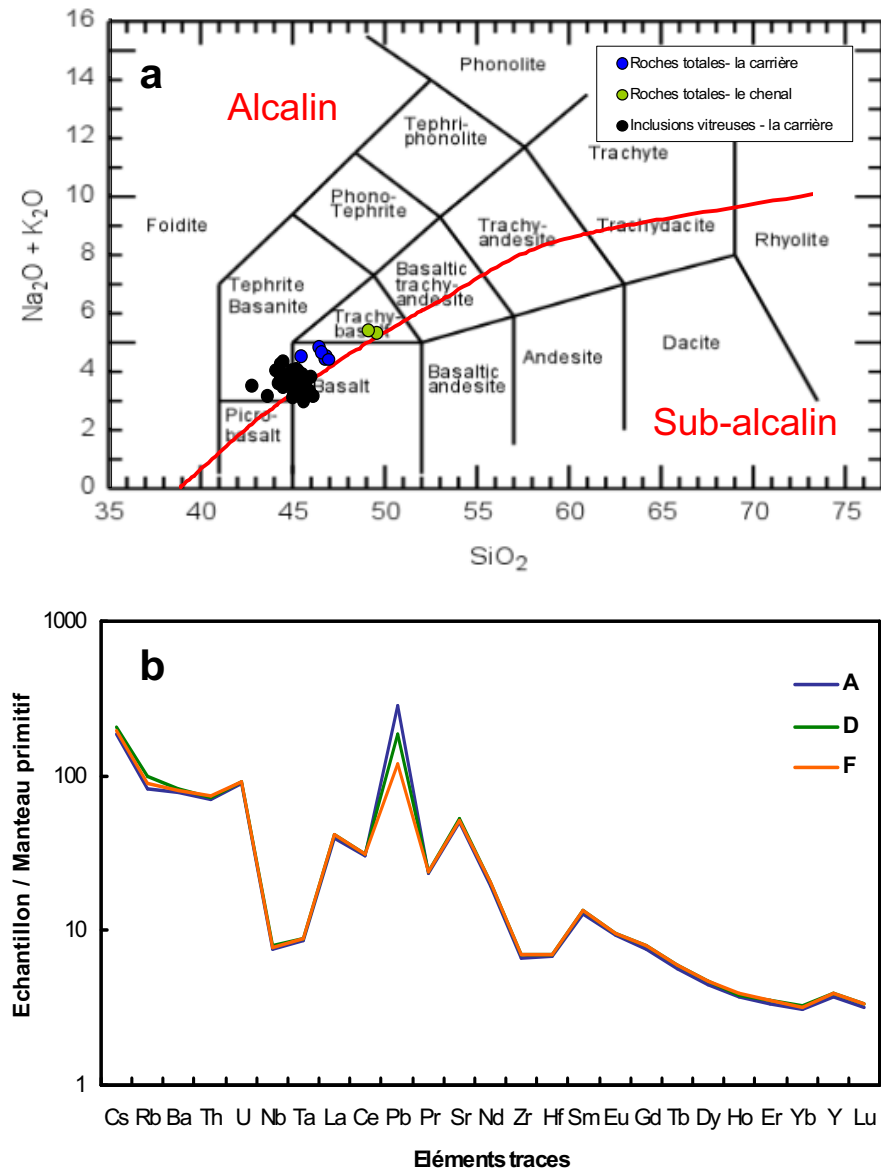 16
14
12
10
8
6
4
2
0
Na₂O + K₂O
a
Alcalin
Roches totales- la carrière
Roches totales- le chenal
Inclusions vitreuses - la carrière
Phonolite
Tephri-
phonolite
Trachyte
Phono-
Tephrite
Foidite
Trachy-
andesite
Trachydacite
Rhyolite
Tephrite
Basanite
Basaltic
trachy-
andesite
Trachy-
basalt
Basalt
Basaltic
andesite
Andesite
Dacite
Picro-
basalt
Sub-alcalin
35 40 45 50 55 60 65 70 75
SiO₂
b
1000
100
10
1
Echantillon / Manteau primitif
A
D
F
Cs Rb Ba Th U Nb Ta La Ce Pb Pr Sr Nd Zr Hf Sm Eu Gd Tb Dy Ho Er Yb Y Lu
Eléments traces